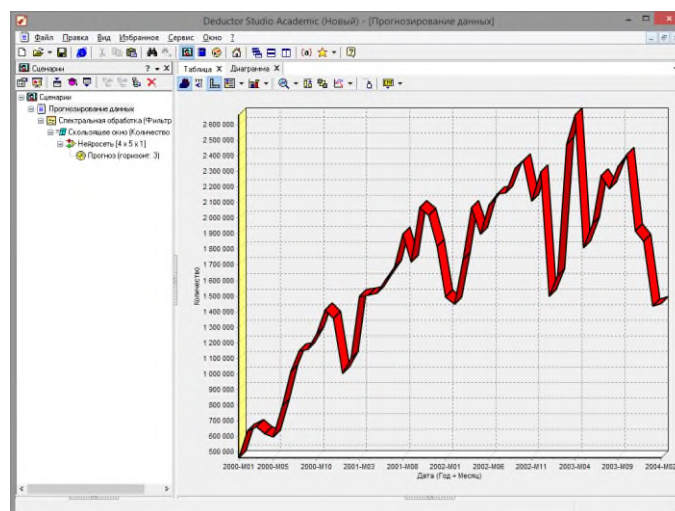 Deductor Studio Academic (Новый) - [Прогнозирование данных]
Файл Правка Вид Избранное Сервис Окно ?
Сценарии
Таблица X Диаграмма X
Сценарии
Прогнозирование данных
Спектральная обработка (Фильтр
Скользящее окно (Количество
Нейросеть [4 x 5 x 1]
Прогноз (горизонт: 3)
2 600 000
2 500 000
2 400 000
2 300 000
2 200 000
2 100 000
2 000 000
1 900 000
1 800 000
1 700 000
1 600 000
1 500 000
1 400 000
1 300 000
1 200 000
1 100 000
1 000 000
900 000
800 000
700 000
600 000
500 000
Количество
2000-M01 2000-M05 2000-M10 2001-M03 2001-M08 2002-M01 2002-M06 2002-M11 2003-M04 2003-M09 2004-M02
Дата (Год + Месяц)